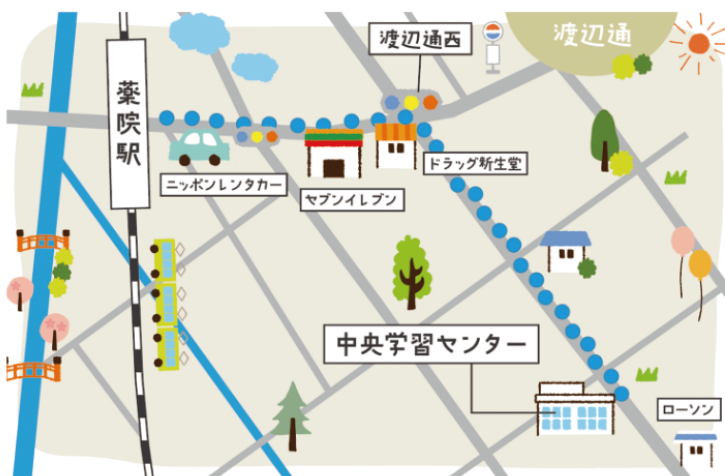 渡辺通西
渡辺通
薬院駅
ニッポンレンタカー
セブンイレブン
ドラッグ新生堂
中央学習センター
ローソン